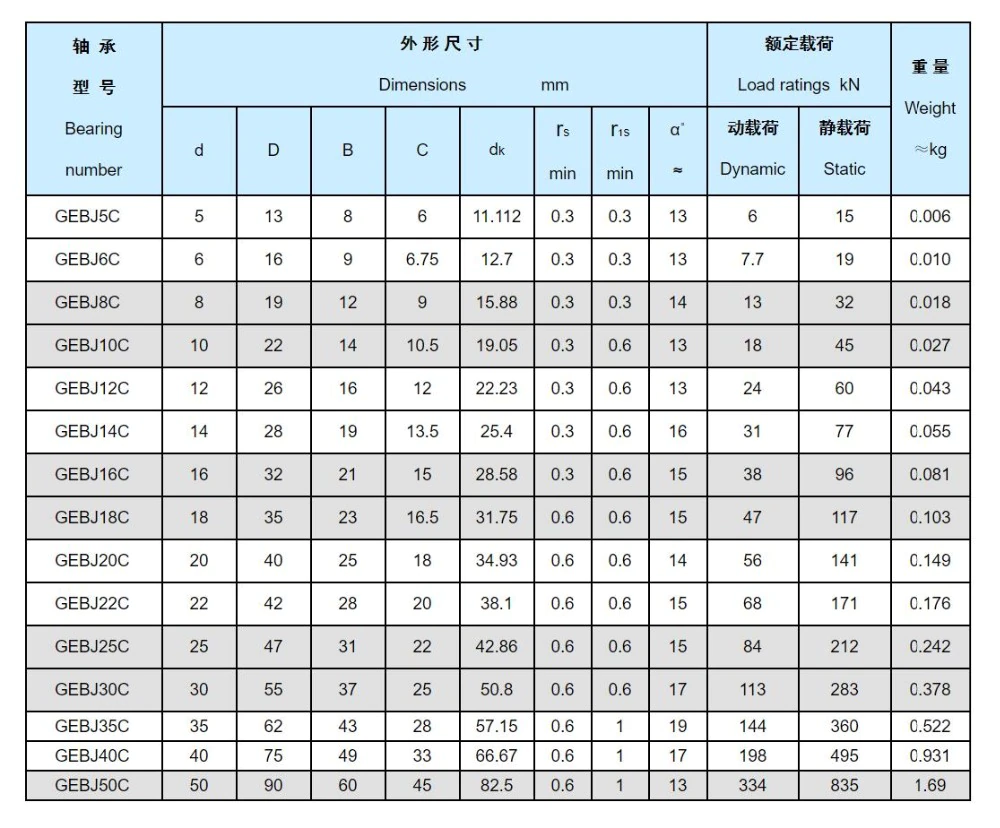 轴 承
型 号
Bearing
number
外 形 尺 寸
Dimensions mm
额定载荷
Load ratings kN
重 量
Weight
≈kg
d D B C dk
rs
min
r1s
min
α°
≈
动载荷
Dynamic
静载荷
Static
GEBJ5C 5 13 8 6 11.112 0.3 0.3 13 6 15 0.006
GEBJ6C 6 16 9 6.75 12.7 0.3 0.3 13 7.7 19 0.010
GEBJ8C 8 19 12 9 15.88 0.3 0.3 14 13 32 0.018
GEBJ10C 10 22 14 10.5 19.05 0.3 0.6 13 18 45 0.027
GEBJ12C 12 26 16 12 22.23 0.3 0.6 13 24 60 0.043
GEBJ14C 14 28 19 13.5 25.4 0.3 0.6 16 31 77 0.055
GEBJ16C 16 32 21 15 28.58 0.3 0.6 15 38 96 0.081
GEBJ18C 18 35 23 16.5 31.75 0.6 0.6 15 47 117 0.103
GEBJ20C 20 40 25 18 34.93 0.6 0.6 14 56 141 0.149
GEBJ22C 22 42 28 20 38.1 0.6 0.6 15 68 171 0.176
GEBJ25C 25 47 31 22 42.86 0.6 0.6 15 84 212 0.242
GEBJ30C 30 55 37 25 50.8 0.6 0.6 17 113 283 0.378
GEBJ35C 35 62 43 28 57.15 0.6 1 19 144 360 0.522
GEBJ40C 40 75 49 33 66.67 0.6 1 17 198 495 0.931
GEBJ50C 50 90 60 45 82.5 0.6 1 13 334 835 1.69